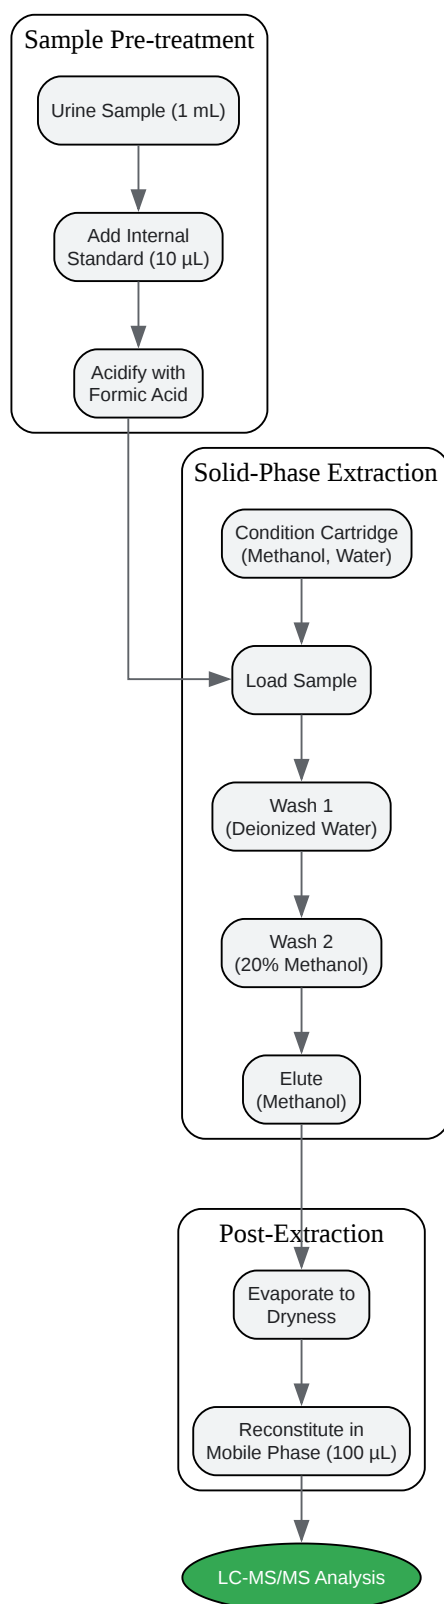 Sample Pre-treatment
Urine Sample (1 mL)
Add Internal
Standard (10 µL)
Acidify with
Formic Acid
Solid-Phase Extraction
Condition Cartridge
(Methanol, Water)
Load Sample
Wash 1
(Deionized Water)
Wash 2
(20% Methanol)
Elute
(Methanol)
Post-Extraction
Evaporate to
Dryness
Reconstitute in
Mobile Phase (100 µL)
LC-MS/MS Analysis